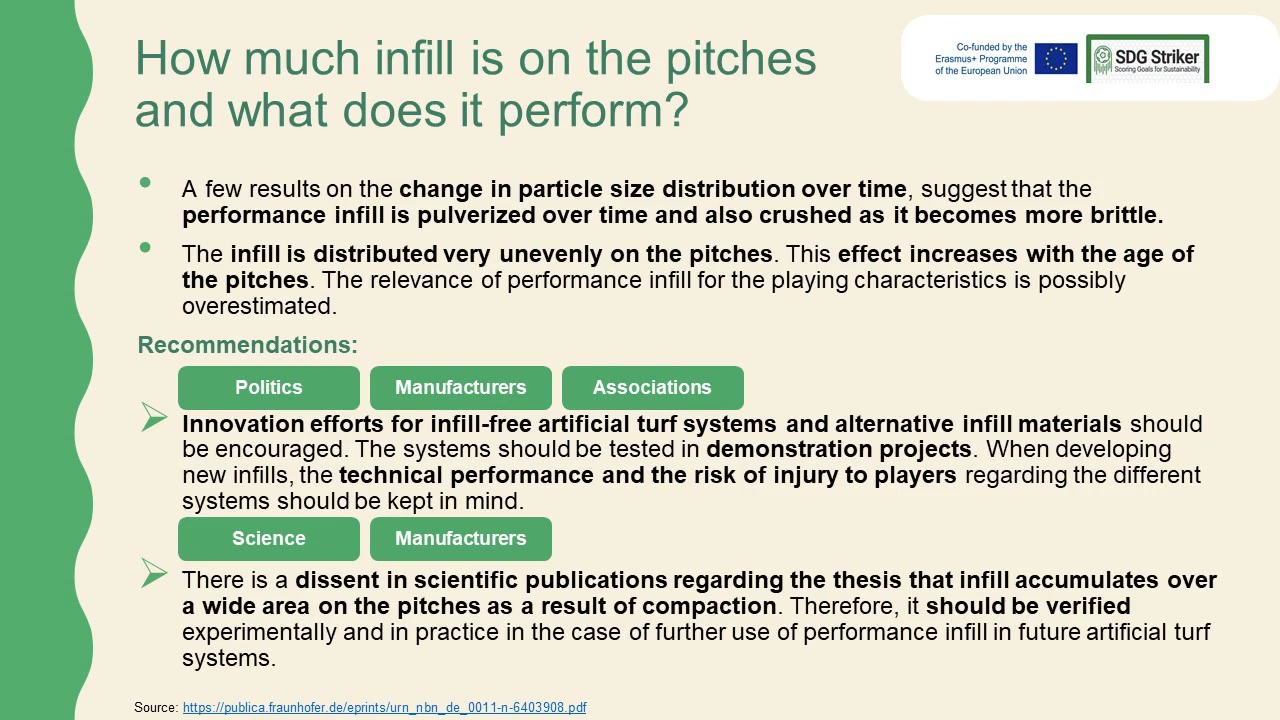 How much infill is on the pitches
and what does it perform?
Co-funded by the
Erasmus+ Programme
of the European Union
SDG Striker
Scoring Goals for Sustainability
• A few results on the change in particle size distribution over time, suggest that the
performance infill is pulverized over time and also crushed as it becomes more brittle.
• The infill is distributed very unevenly on the pitches. This effect increases with the age of
the pitches. The relevance of performance infill for the playing characteristics is possibly
overestimated.
Recommendations:
Politics Manufacturers Associations
Innovation efforts for infill-free artificial turf systems and alternative infill materials should
be encouraged. The systems should be tested in demonstration projects. When developing
new infills, the technical performance and the risk of injury to players regarding the different
systems should be kept in mind.
Science Manufacturers
There is a dissent in scientific publications regarding the thesis that infill accumulates over
a wide area on the pitches as a result of compaction. Therefore, it should be verified
experimentally and in practice in the case of further use of performance infill in future artificial turf
systems.
Source: https://publica.fraunhofer.de/eprints/urn_nbn_de_0011-n-6403908.pdf